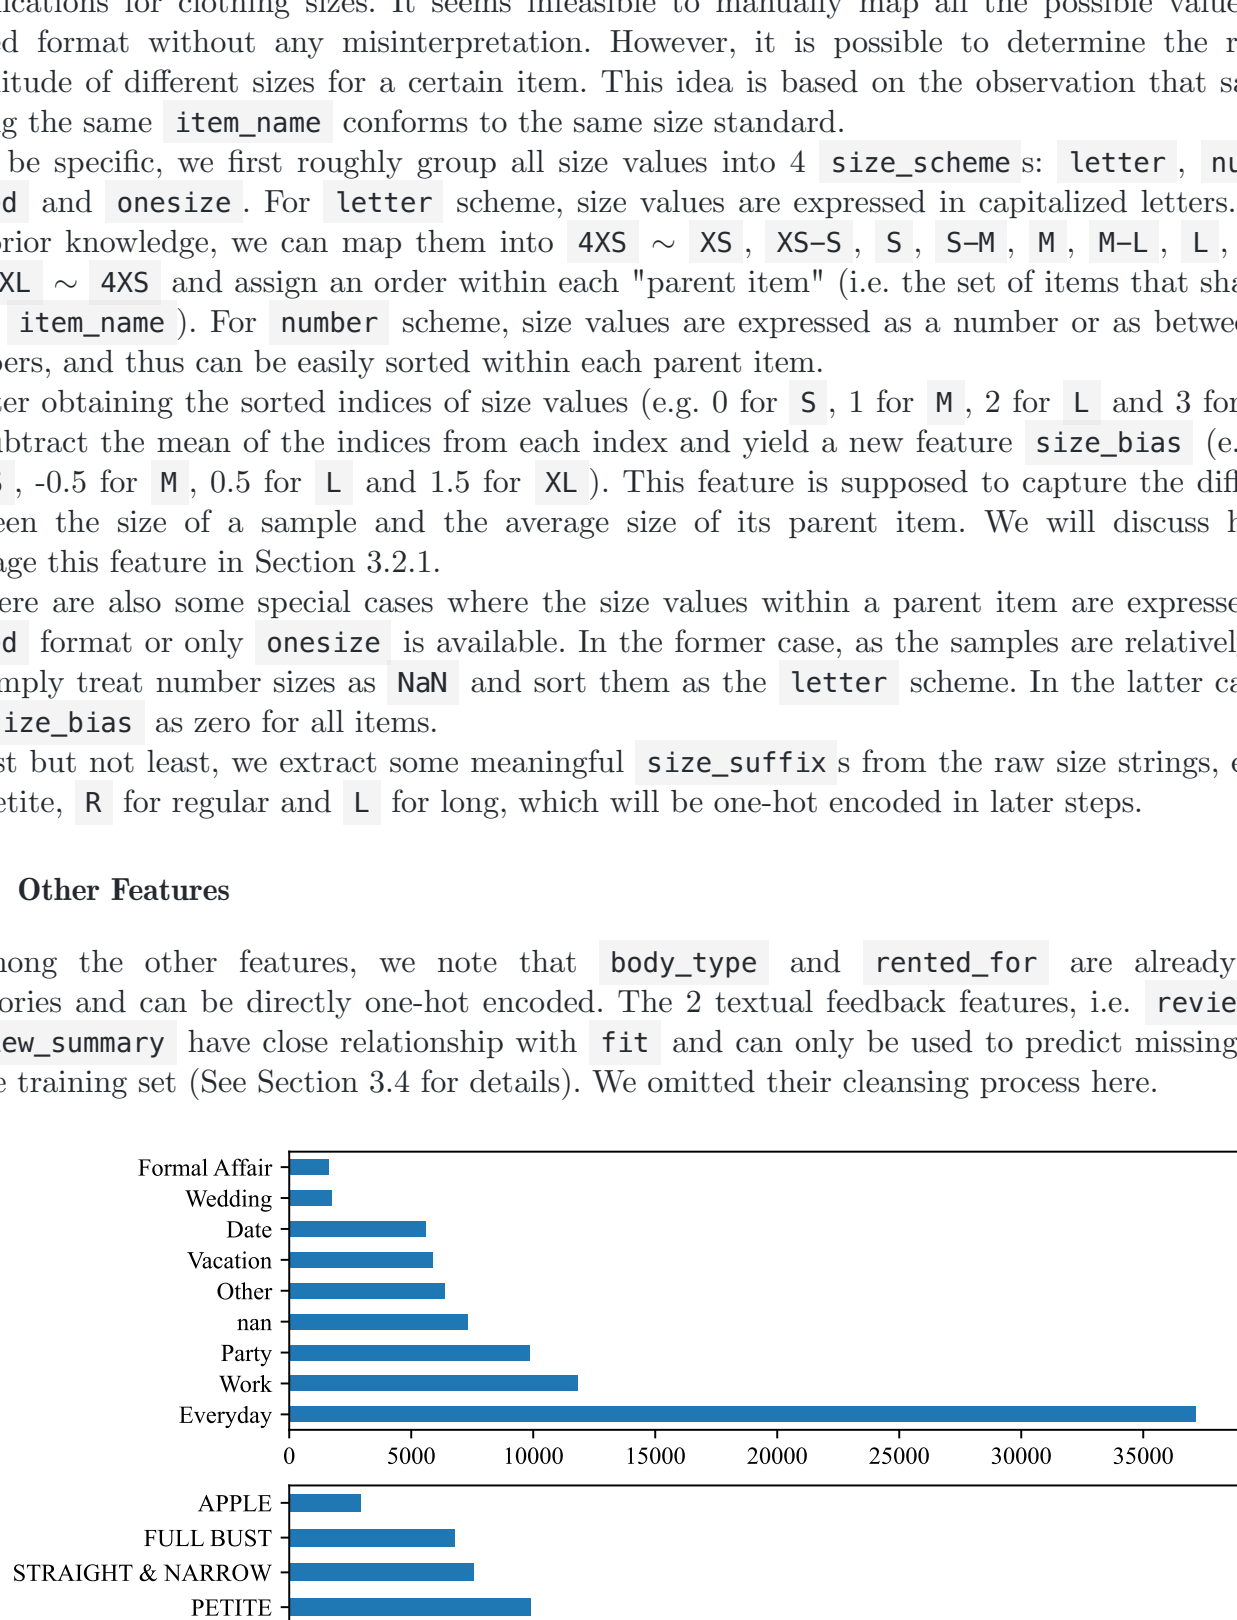 ications for clothing sizes. It seems infeasible to manually map all the possible value
ed format without any misinterpretation. However, it is possible to determine the r
itude of different sizes for a certain item. This idea is based on the observation that sa
g the same item_name conforms to the same size standard.
be specific, we first roughly group all size values into 4 size_schemes: letter, nu
d and onesize. For letter scheme, size values are expressed in capitalized letters.
rior knowledge, we can map them into 4XS ∼ XS, XS-S, S, S-M, M, M-L, L,
XL ∼ 4XS and assign an order within each "parent item" (i.e. the set of items that sha
item_name). For number scheme, size values are expressed as a number or as betwe
ers, and thus can be easily sorted within each parent item.
er obtaining the sorted indices of size values (e.g. 0 for S, 1 for M, 2 for L and 3 for
ubtract the mean of the indices from each index and yield a new feature size_bias (e.
, -0.5 for M, 0.5 for L and 1.5 for XL). This feature is supposed to capture the diff
een the size of a sample and the average size of its parent item. We will discuss h
age this feature in Section 3.2.1.
ere are also some special cases where the size values within a parent item are expresse
d format or only onesize is available. In the former case, as the samples are relatively
mply treat number sizes as NaN and sort them as the letter scheme. In the latter ca
ize_bias as zero for all items.
st but not least, we extract some meaningful size_suffixs from the raw size strings, e
etite, R for regular and L for long, which will be one-hot encoded in later steps.
Other Features
nong the other features, we note that body_type and rented_for are already
ories and can be directly one-hot encoded. The 2 textual feedback features, i.e. revie
ew_summary have close relationship with fit and can only be used to predict missing
e training set (See Section 3.4 for details). We omitted their cleansing process here.
Formal Affair
Wedding
Date
Vacation
Other
nan
Party
Work
Everyday
0 5000 10000 15000 20000 25000 30000 35000
APPLE
FULL BUST
STRAIGHT & NARROW
PETITE